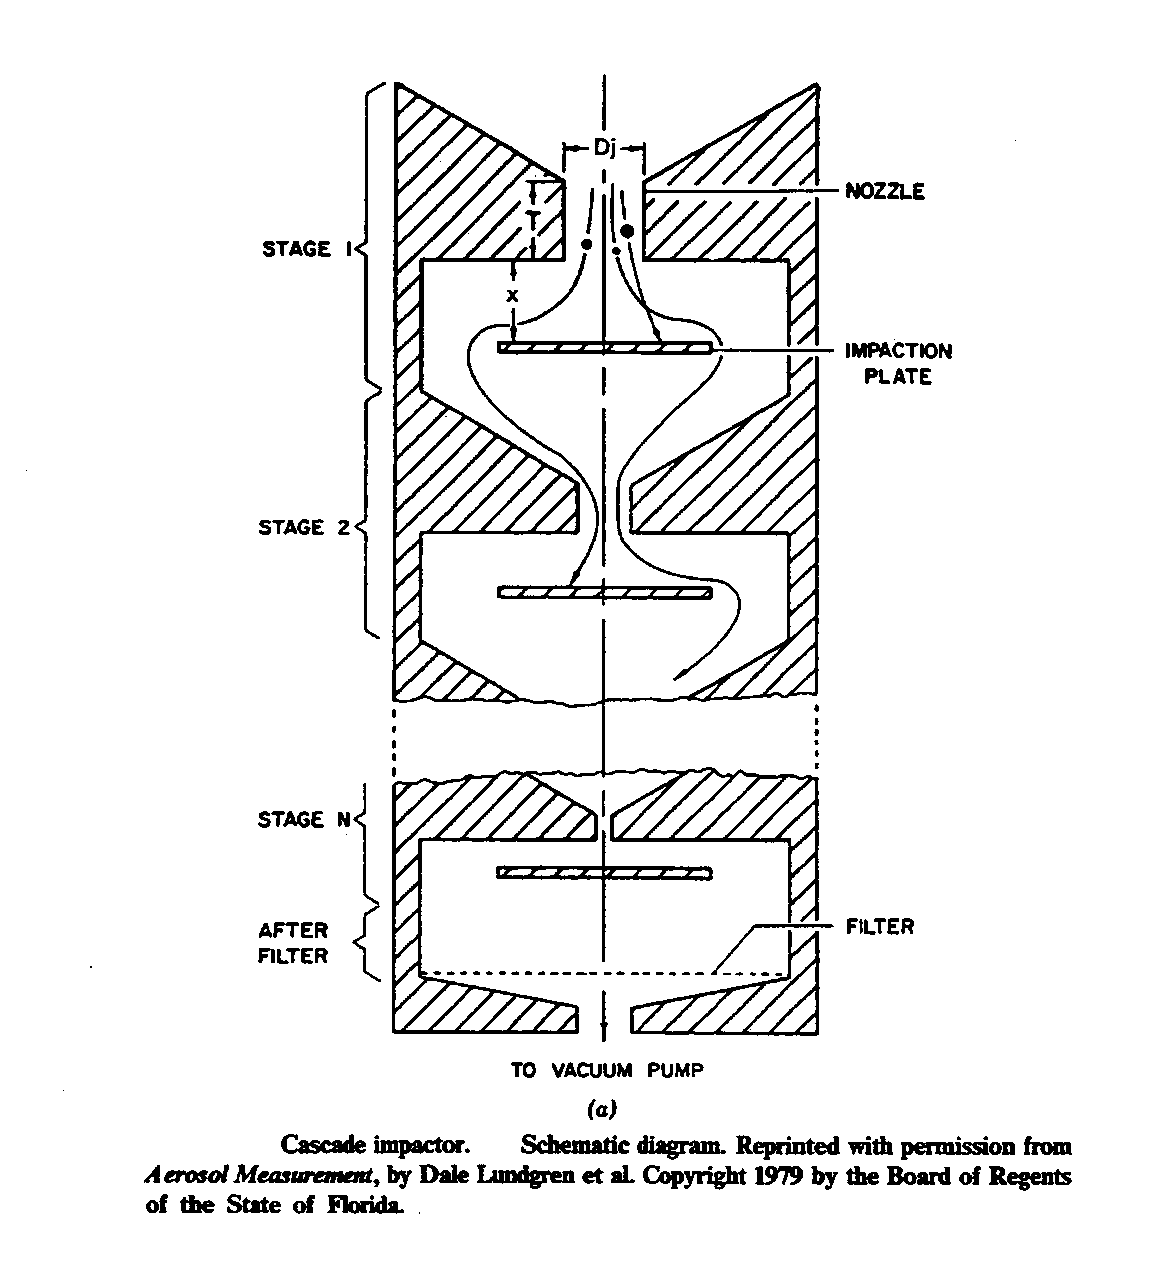 Dj
NOZZLE
T
STAGE 1
x
IMPACTION
PLATE
STAGE 2
STAGE N
AFTER
FILTER
FILTER
TO VACUUM PUMP
(a)
Cascade impactor. Schematic diagram. Reprinted with permission from
Aerosol Measurement, by Dale Lundgren et al. Copyright 1979 by the Board of Regents
of the State of Florida.